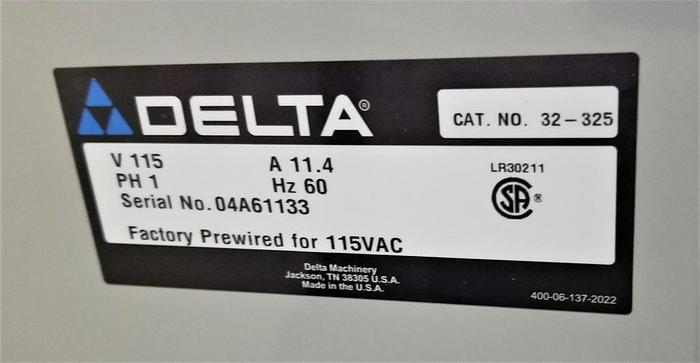 DELTA®
CAT. NO. 32-325
V 115 A 11.4
PH 1 Hz 60
Serial No. 04A61133
Factory Prewired for 115VAC
LR30211
SA ®
Delta Machinery
Jackson, TN 38305 U.S.A.
Made in the U.S.A.
400-06-137-2022